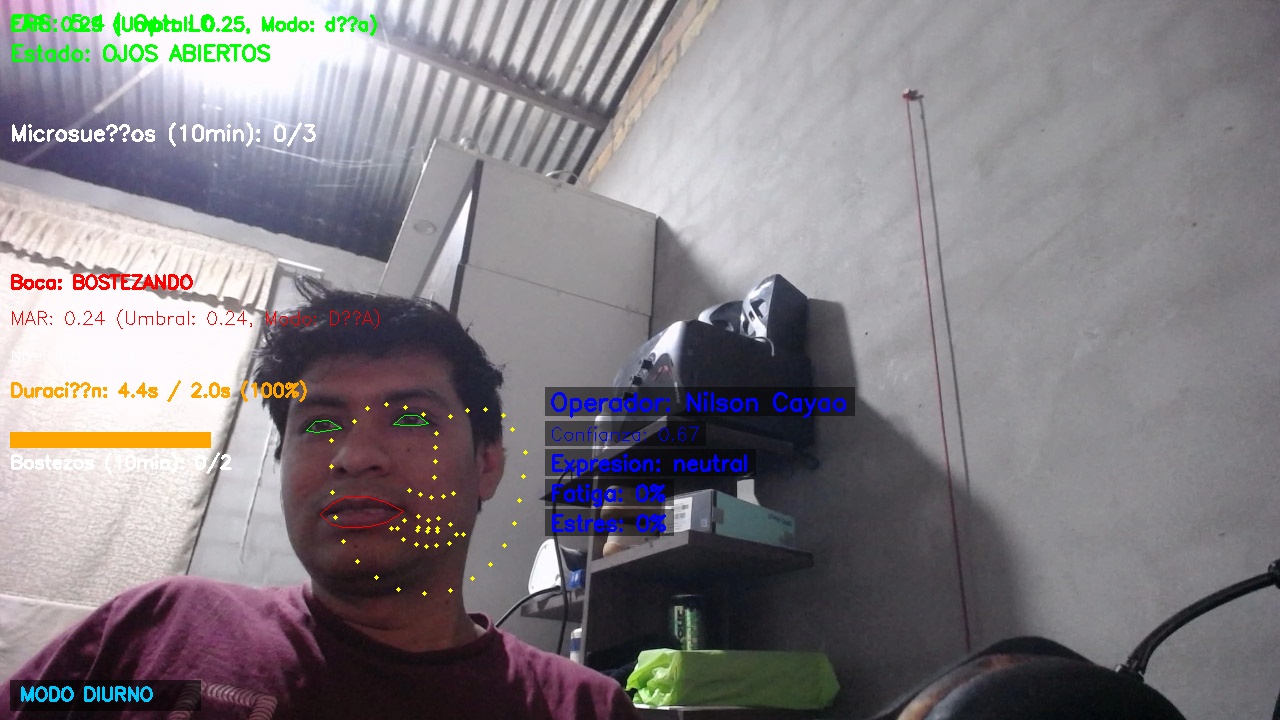 Estado: OJOS ABIERTOS
Microsue??os (10min): 0/3
Boca: BOSTEZANDO
MAR: 0.24 (Umbral: 0.24, Modo: D??A)
Duraci??n: 4.4s / 2.0s (100%)
Bostezos (10min): 0/2
Operador: Nilson Cayao
Confianza: 0.67
Expresion: neutral
Fatiga: 0%
Estres: 0%
MODO DIURNO